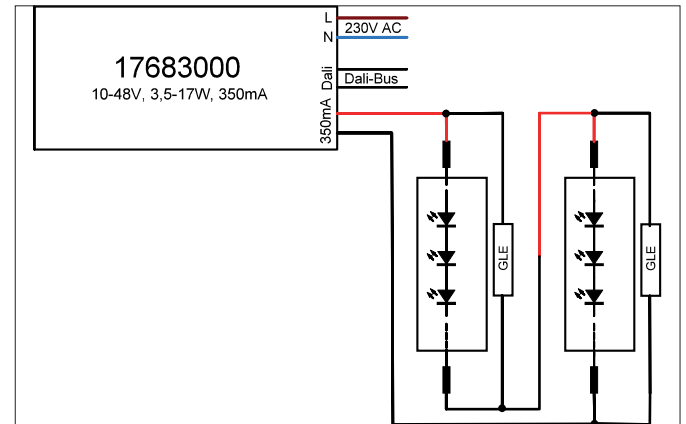 L
230V AC
N
17683000
10-48V, 3,5-17W, 350mA
Dali
Dali-Bus
350mA
GLE
GLE